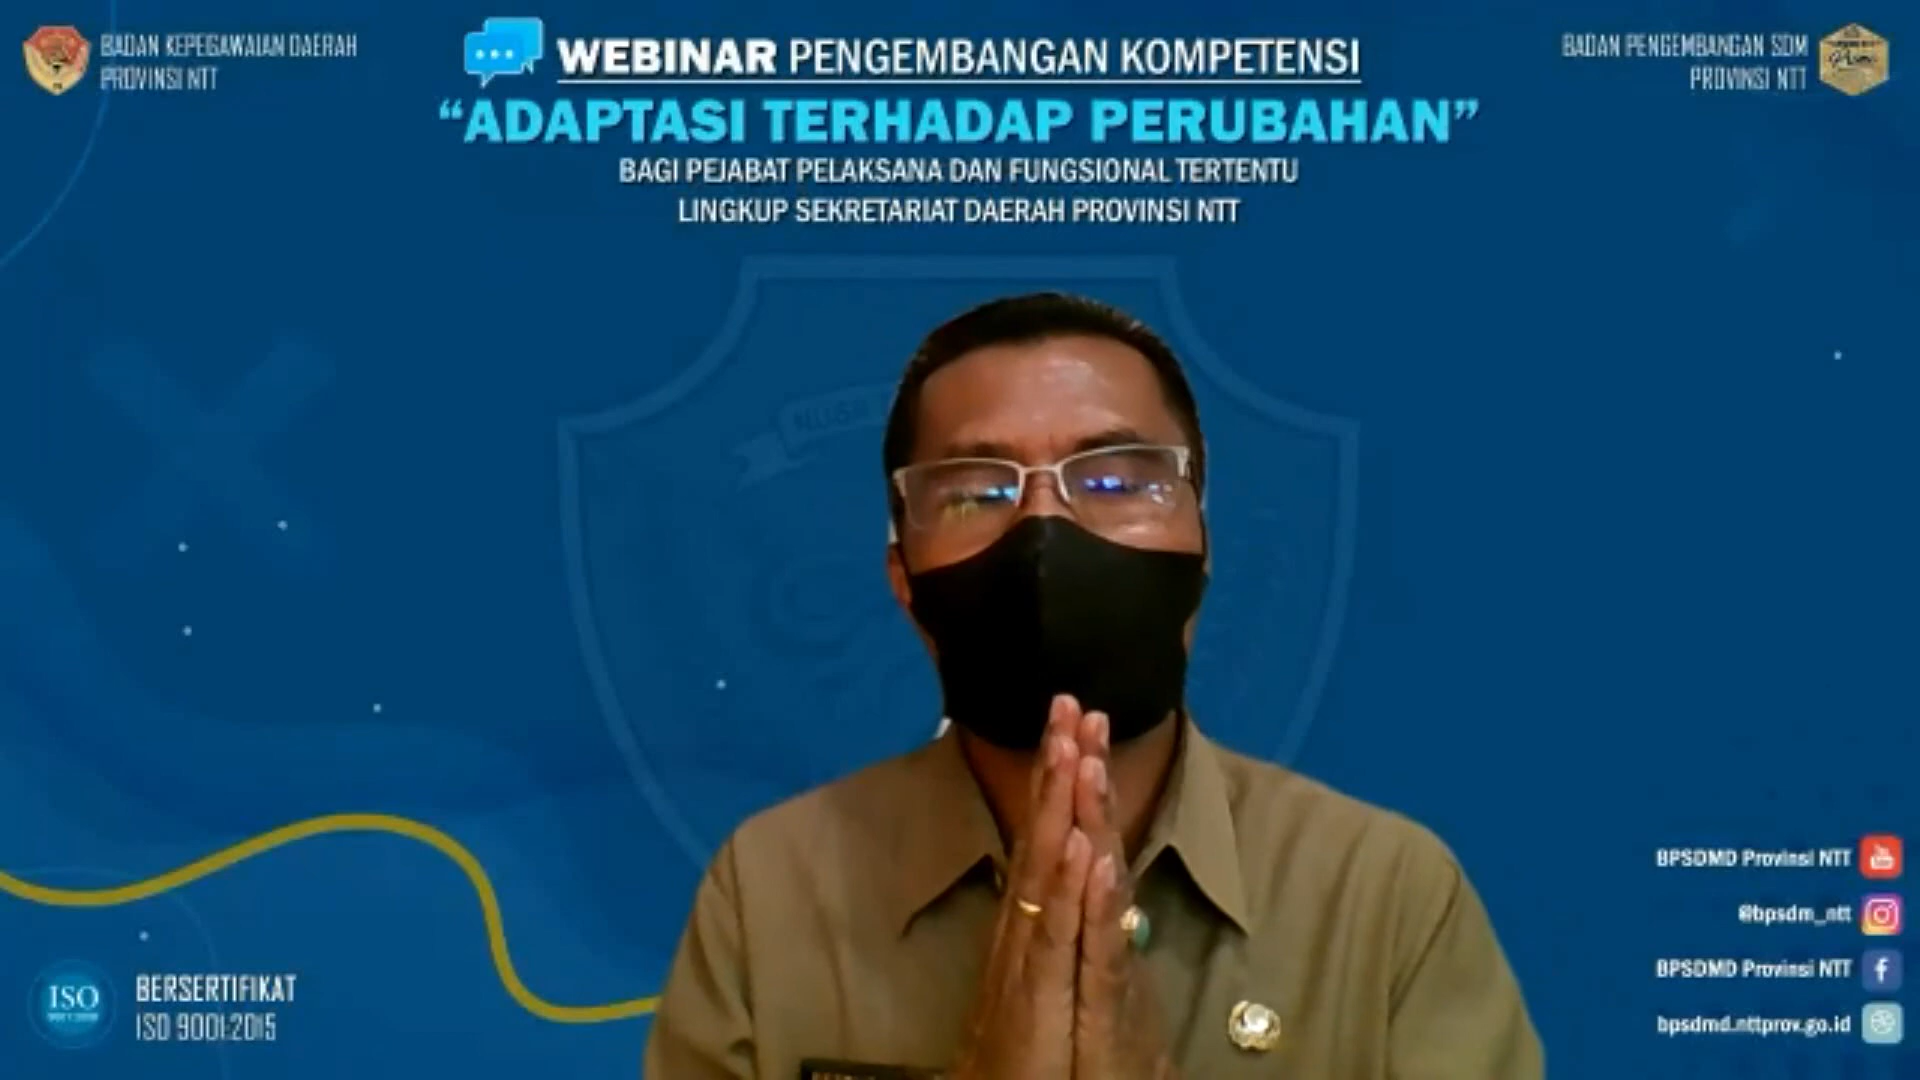 BADAN KEPEGAWAIAN DAERAH
PROVINSI NTT
WEBINAR PENGEMBANGAN KOMPETENSI
“ADAPTASI TERHADAP PERUBAHAN”
BAGI PEJABAT PELAKSANA DAN FUNGSIONAL TERTENTU
LINGKUP SEKRETARIAT DAERAH PROVINSI NTT
BADAN PENGEMBANGAN SDM
PROVINSI NTT
BPSDMD Provinsi NTT
@bpsdm_ntt
BPSDMD Provinsi NTT
bpsdmd.nttprov.go.id
ISO
BERSERTIFIKAT
ISO 9001:2015